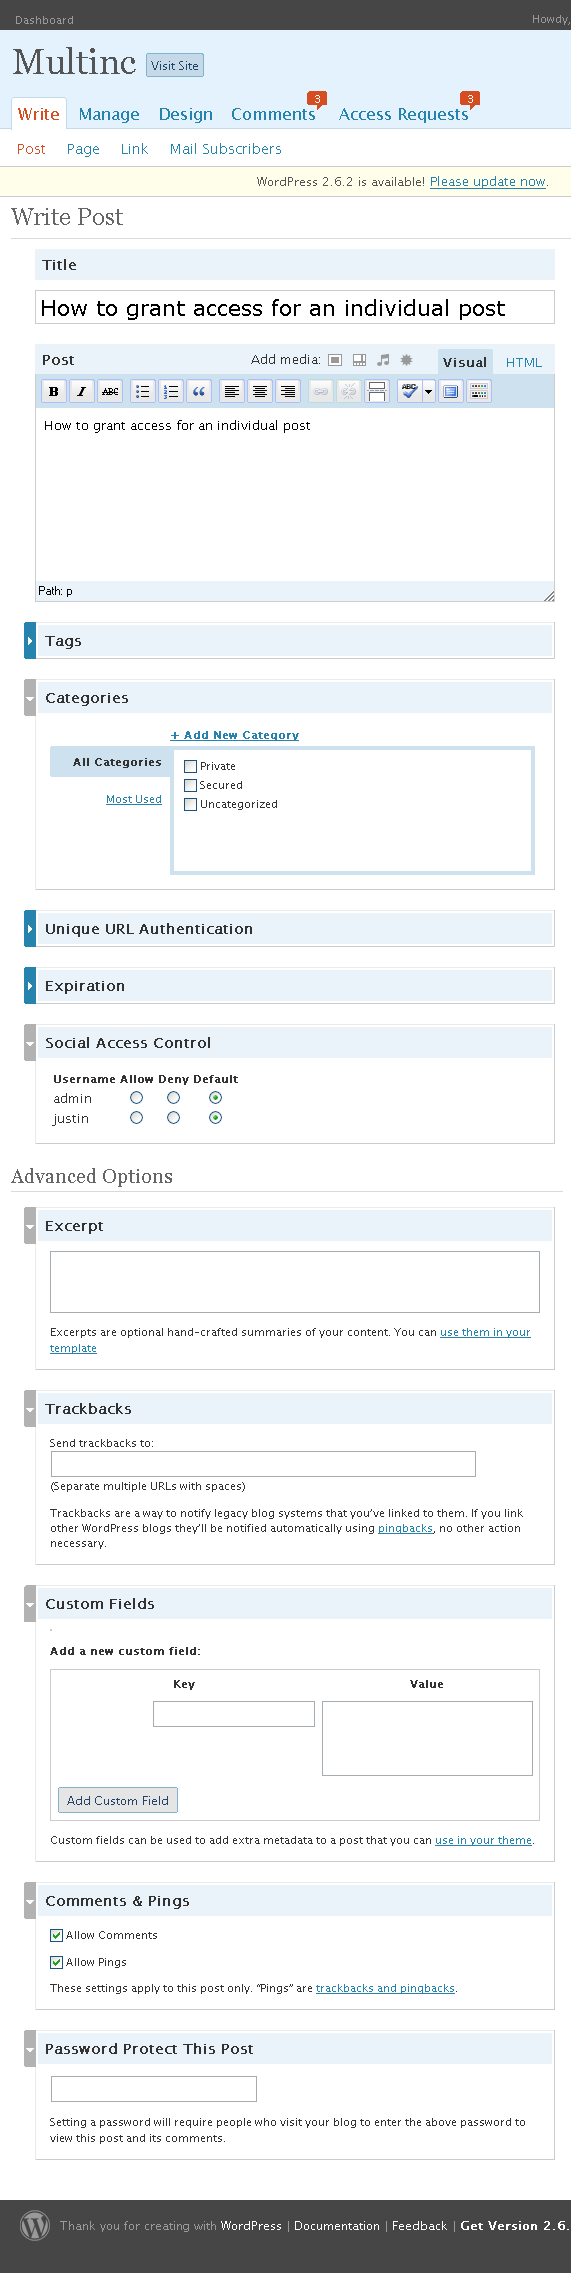 Dashboard Howdy,
Multinc Visit Site
3 3
Write Manage Design Comments Access Requests
Post Page Link Mail Subscribers
WordPress 2.6.2 is available! Please update now.
Write Post
Title
How to grant access for an individual post
Post Add media: Visual HTML
B I ABC ABC
How to grant access for an individual post
Path: p
Tags
Categories
+ Add New Category
All Categories
Private
Secured
Most Used
Uncategorized
Unique URL Authentication
Expiration
Social Access Control
Username Allow Deny Default
admin
justin
Advanced Options
Excerpt
Excerpts are optional hand-crafted summaries of your content. You can use them in your
template
Trackbacks
Send trackbacks to:
(Separate multiple URLs with spaces)
Trackbacks are a way to notify legacy blog systems that you've linked to them. If you link
other WordPress blogs they'll be notified automatically using pingbacks, no other action
necessary.
Custom Fields
Add a new custom field:
Key Value
Add Custom Field
Custom fields can be used to add extra metadata to a post that you can use in your theme.
Comments & Pings
Allow Comments
Allow Pings
These settings apply to this post only. “Pings” are trackbacks and pingbacks.
Password Protect This Post
Setting a password will require people who visit your blog to enter the above password to
view this post and its comments.
Thank you for creating with WordPress | Documentation | Feedback | Get Version 2.6.